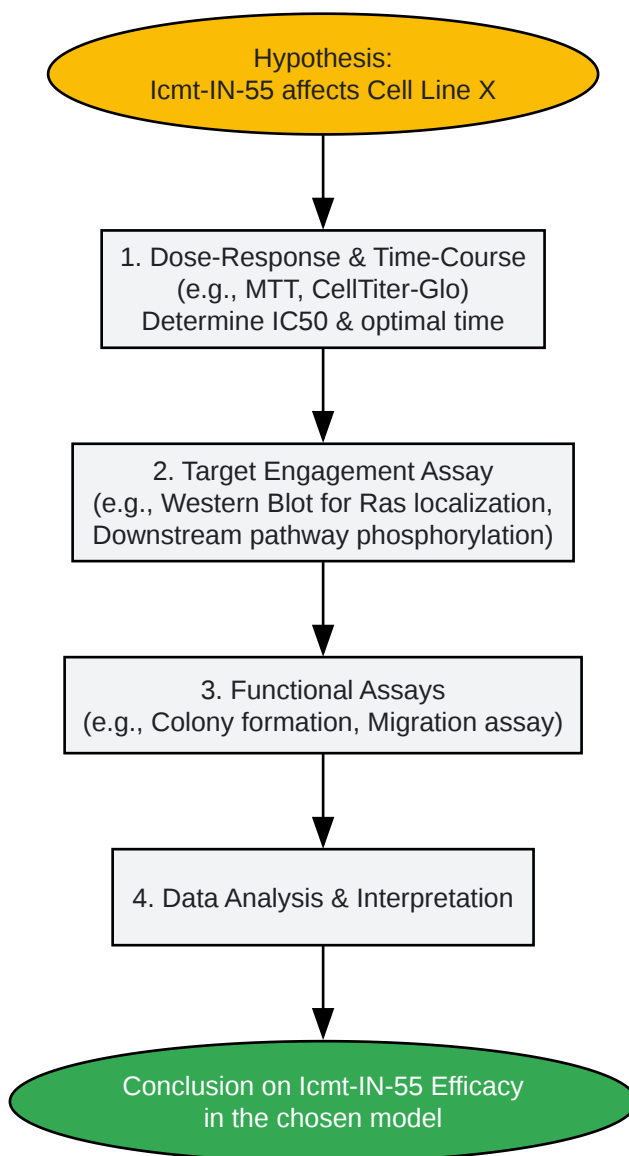 Hypothesis:
Icmt-IN-55 affects Cell Line X
1. Dose-Response & Time-Course
(e.g., MTT, CellTiter-Glo)
Determine IC50 & optimal time
2. Target Engagement Assay
(e.g., Western Blot for Ras localization,
Downstream pathway phosphorylation)
3. Functional Assays
(e.g., Colony formation, Migration assay)
4. Data Analysis & Interpretation
Conclusion on Icmt-IN-55 Efficacy
in the chosen model